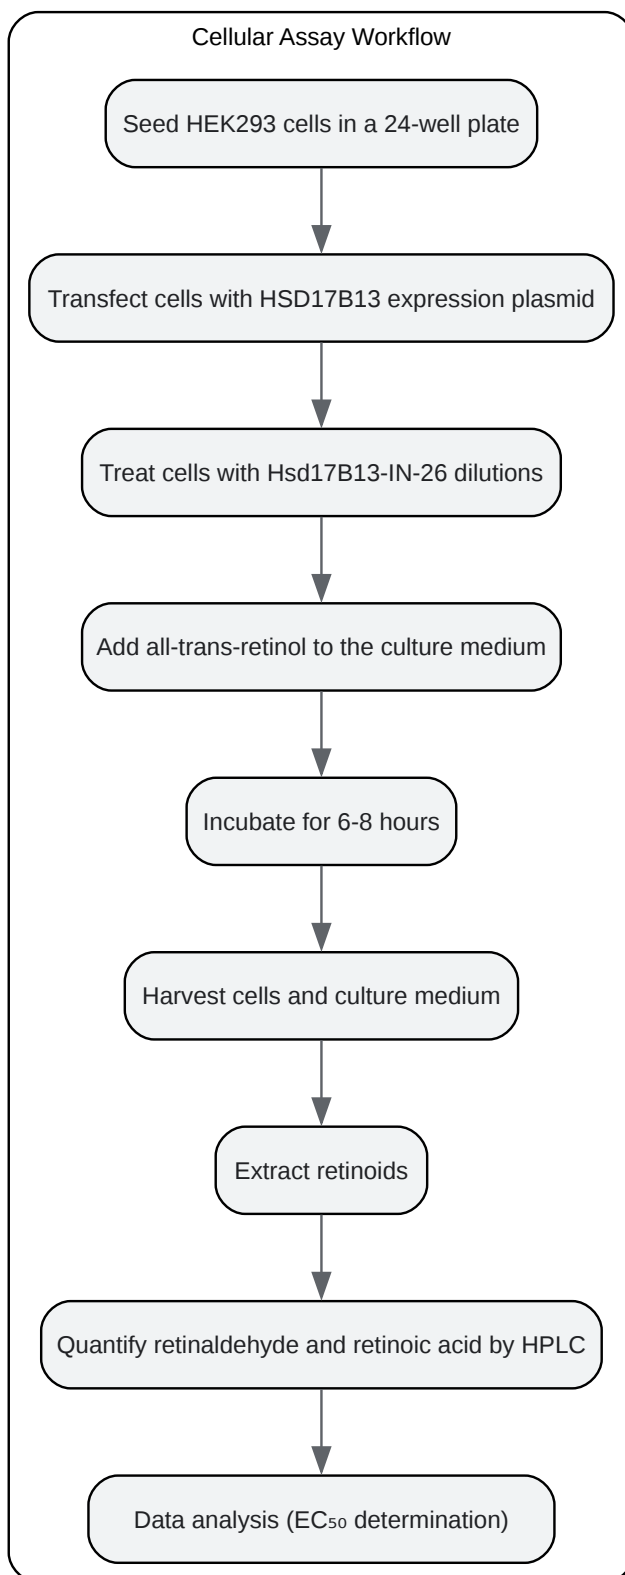 Cellular Assay Workflow
Seed HEK293 cells in a 24-well plate
Transfect cells with HSD17B13 expression plasmid
Treat cells with Hsd17B13-IN-26 dilutions
Add all-trans-retinol to the culture medium
Incubate for 6-8 hours
Harvest cells and culture medium
Extract retinoids
Quantify retinaldehyde and retinoic acid by HPLC
Data analysis (EC₅₀ determination)